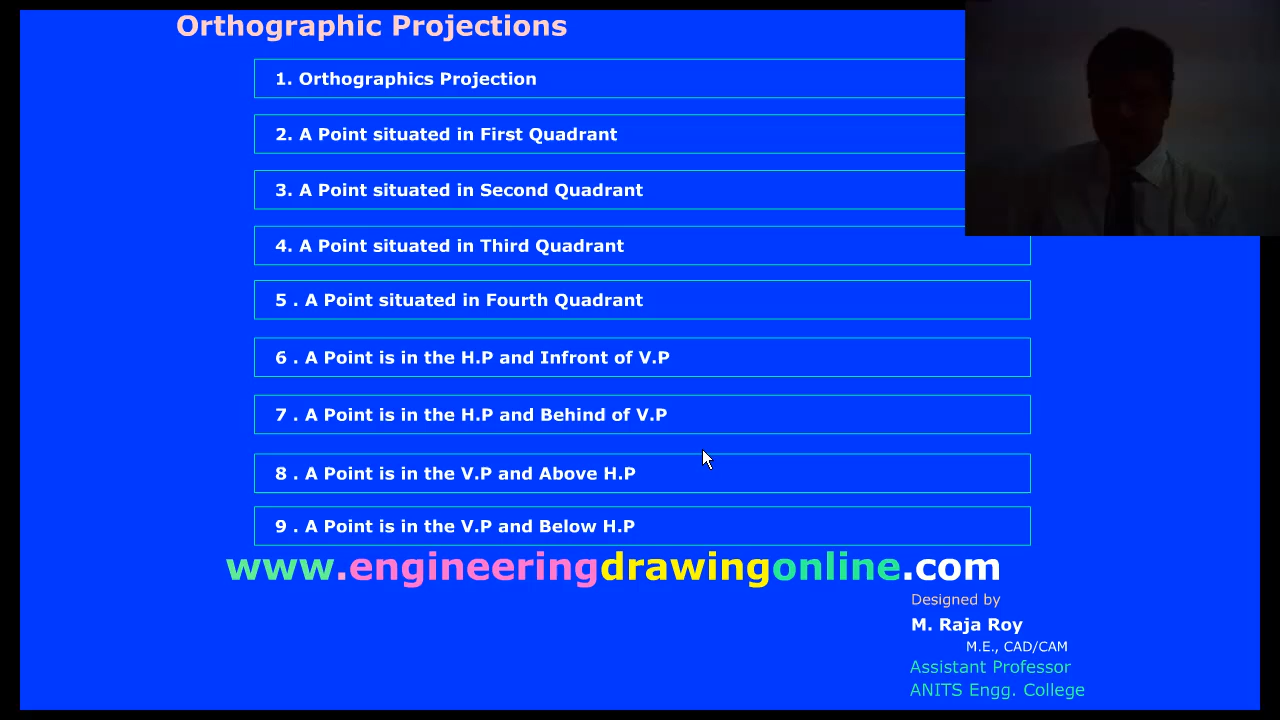 Orthographic Projections
1. Orthographics Projection
2. A Point situated in First Quadrant
3. A Point situated in Second Quadrant
4. A Point situated in Third Quadrant
5 . A Point situated in Fourth Quadrant
6 . A Point is in the H.P and Infront of V.P
7 . A Point is in the H.P and Behind of V.P
8 . A Point is in the V.P and Above H.P
9 . A Point is in the V.P and Below H.P
www.engineeringdrawingonline.com
Designed by
M. Raja Roy
M.E., CAD/CAM
Assistant Professor
ANITS Engg. College